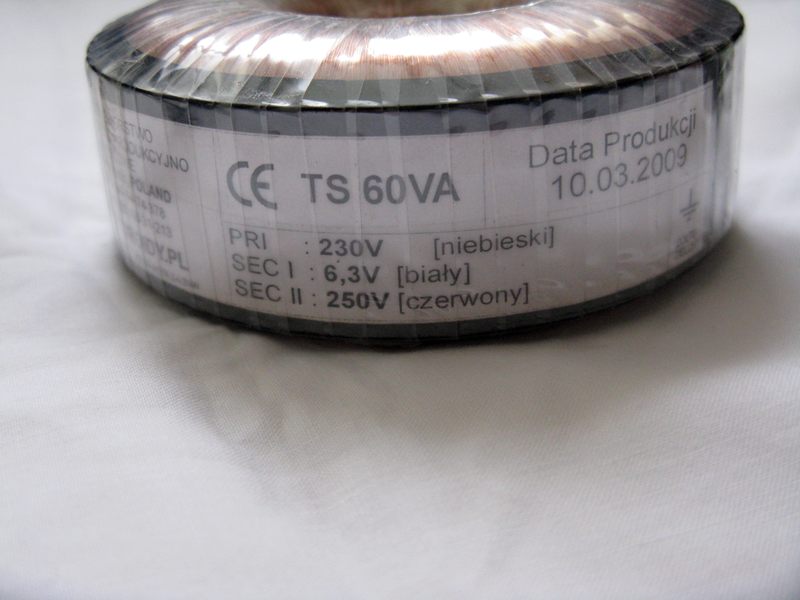 POLAND
CE TS 60VA
Data Produkcji
10.03.2009
PRI : 230V [niebieski]
SEC I : 6,3V [biały]
SEC II : 250V [czerwony]